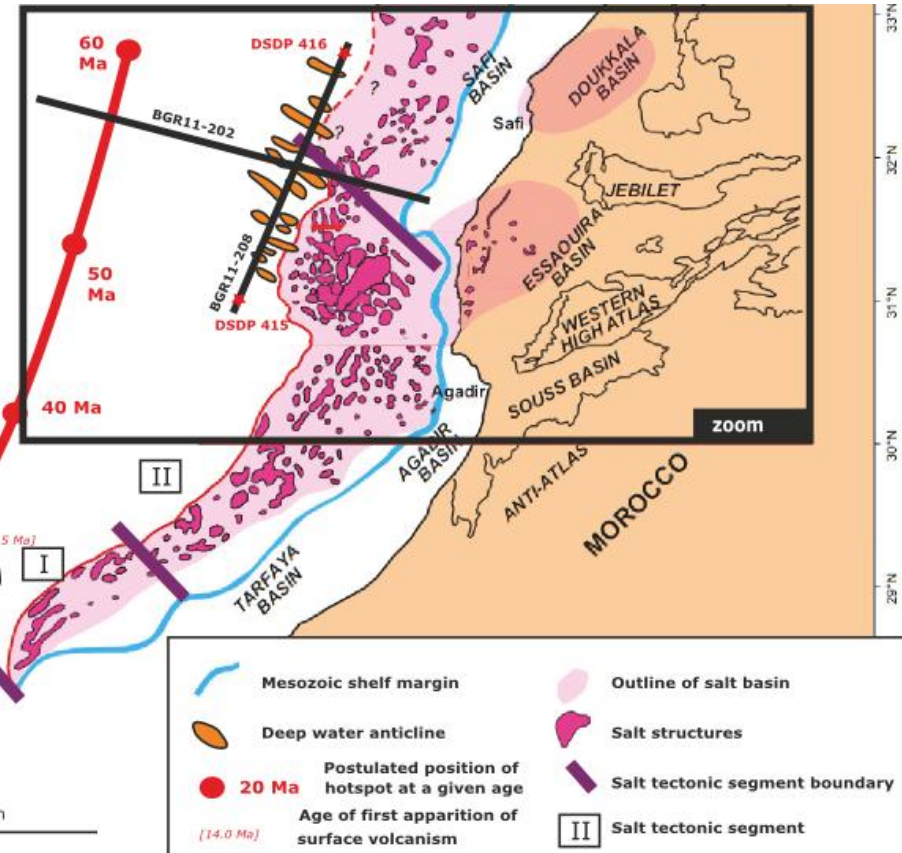 60
Ma
DSDP 416
BGR11-202
SAFI
BASIN
Safi
DOUKKALA
BASIN
33°N
?
?
32°N
JEBILET
ESSAOUIRA
BASIN
BGR11-208
50
Ma
DSDP 415
31°N
WESTERN
HIGH ATLAS
SOUSS BASIN
Agadir
40 Ma
zoom
30°N
AGADIR
BASIN
ANTI-ATLAS
MOROCCO
II
5 Ma]
I
TARFAYA
BASIN
29°N
Mesozoic shelf margin
Outline of salt basin
Deep water anticline
Salt structures
20 Ma
Postulated position of
hotspot at a given age
Salt tectonic segment boundary
[14.0 Ma]
Age of first apparition of
surface volcanism
II
Salt tectonic segment